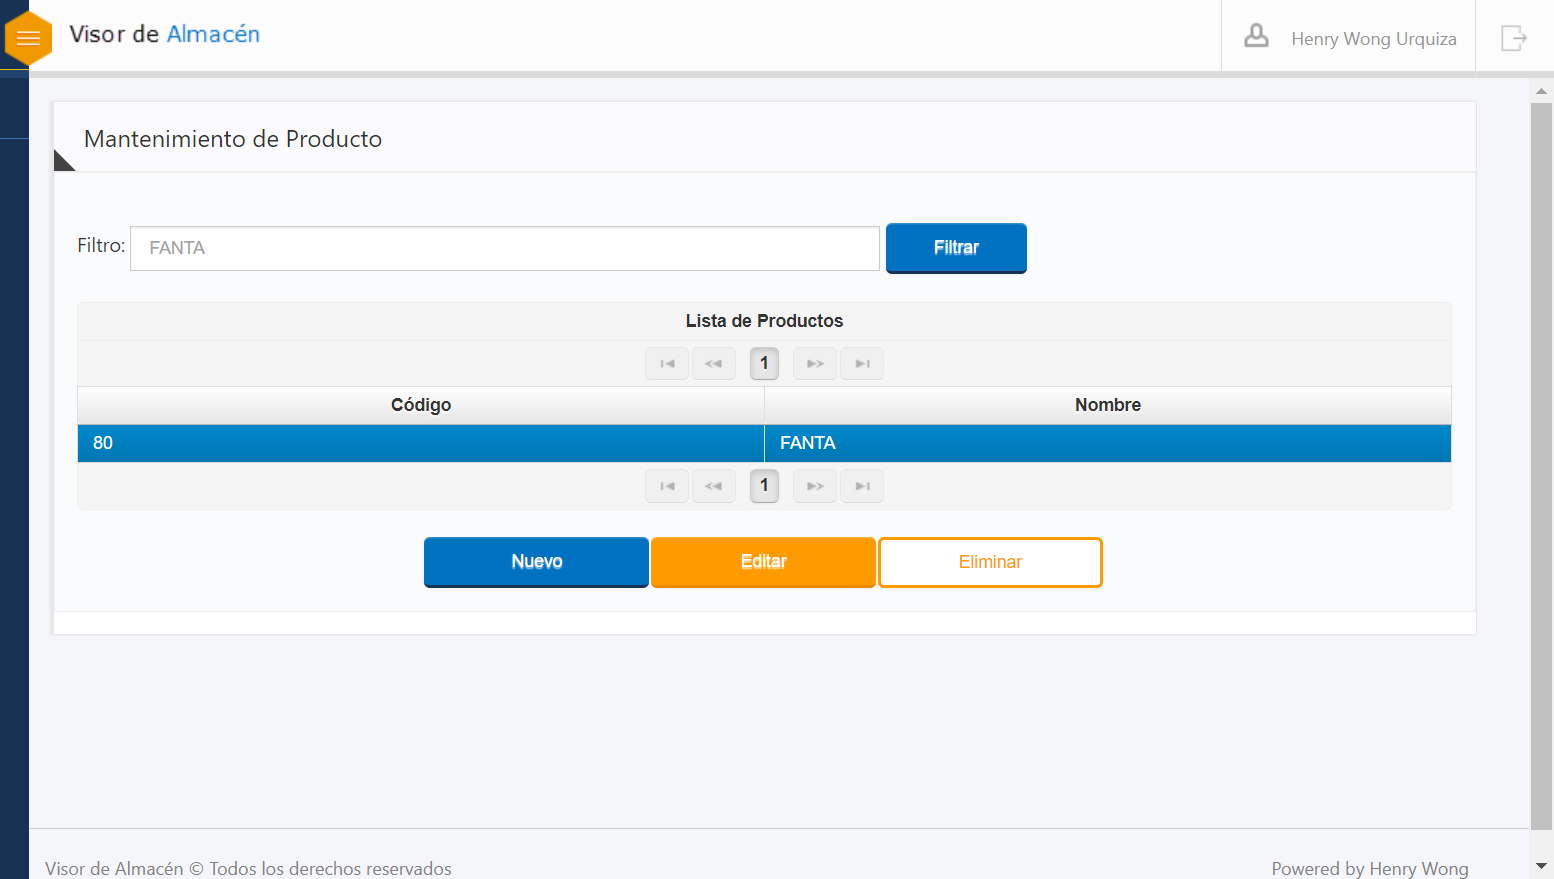 Visor de Almacén
Henry Wong Urquiza
Mantenimiento de Producto
Filtro: FANTA Filtrar
Lista de Productos
1
Código Nombre
80 FANTA
1
Nuevo Editar Eliminar
Visor de Almacén © Todos los derechos reservados Powered by Henry Wong